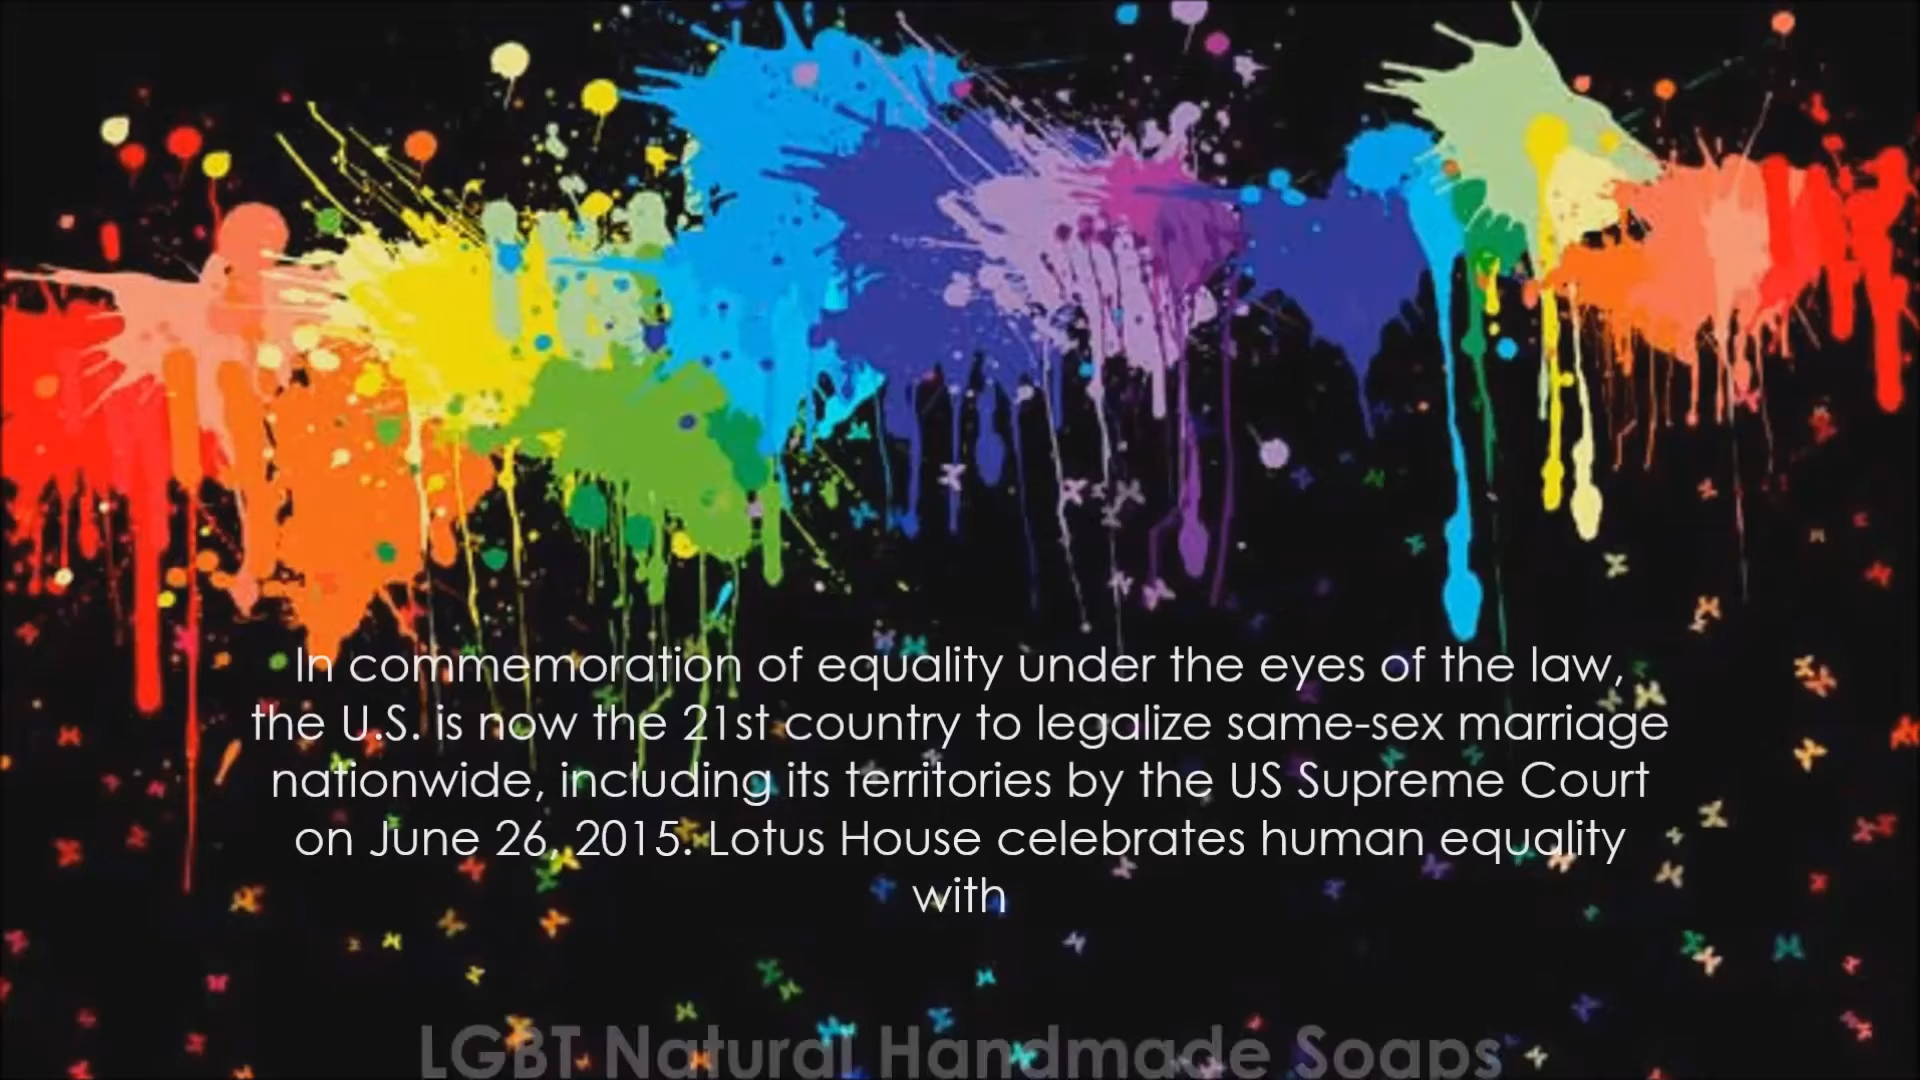 In commemoration of equality under the eyes of the law,
the U.S. is now the 21st country to legalize same-sex marriage
nationwide, including its territories by the US Supreme Court
on June 26, 2015. Lotus House celebrates human equality
with
LGBT Natural Handmade Soaps